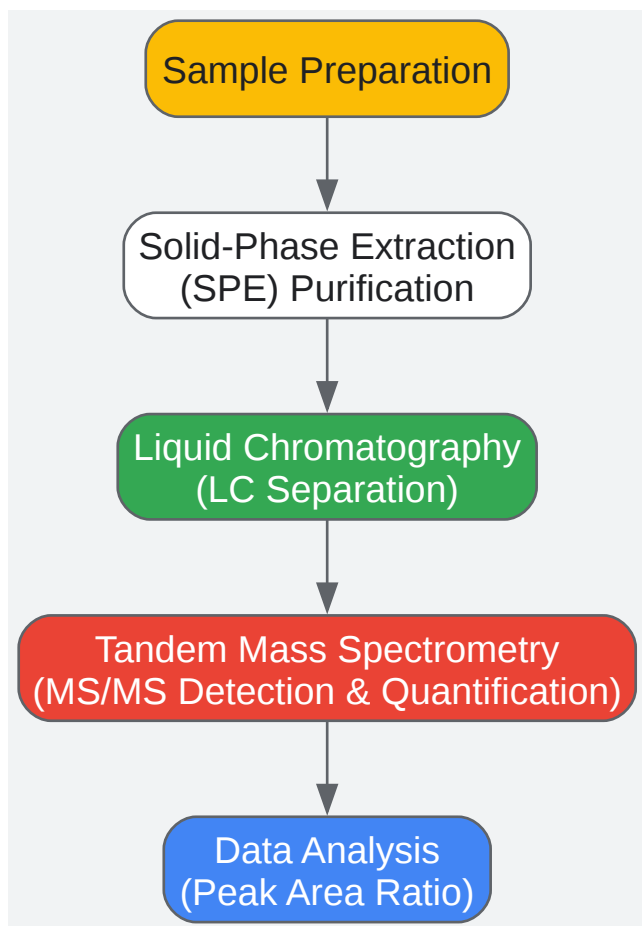 Sample Preparation
Solid-Phase Extraction
(SPE) Purification
Liquid Chromatography
(LC Separation)
Tandem Mass Spectrometry
(MS/MS Detection & Quantification)
Data Analysis
(Peak Area Ratio)